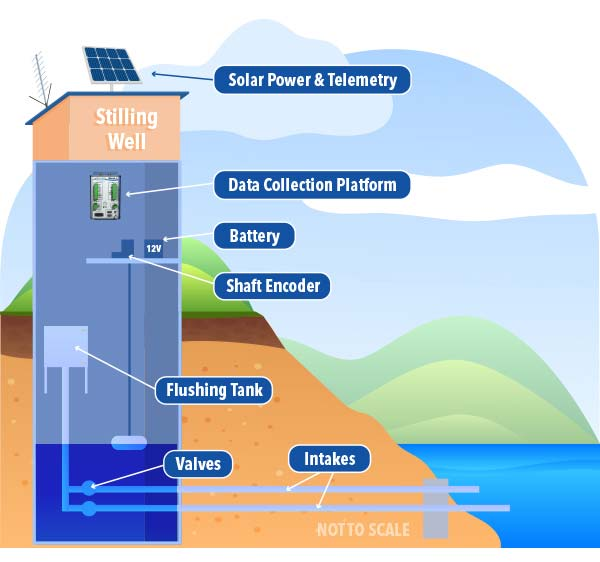 Solar Power & Telemetry
Stilling
Well
Data Collection Platform
Battery
12V
Shaft Encoder
Flushing Tank
Valves
Intakes
NOT TO SCALE